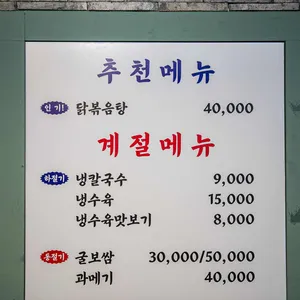 추천메뉴
인기! 닭볶음탕 40,000
계절메뉴
하절기 냉칼국수 9,000
냉수육 15,000
냉수육맛보기 8,000
동절기 굴보쌈 30,000/50,000
과메기 40,000